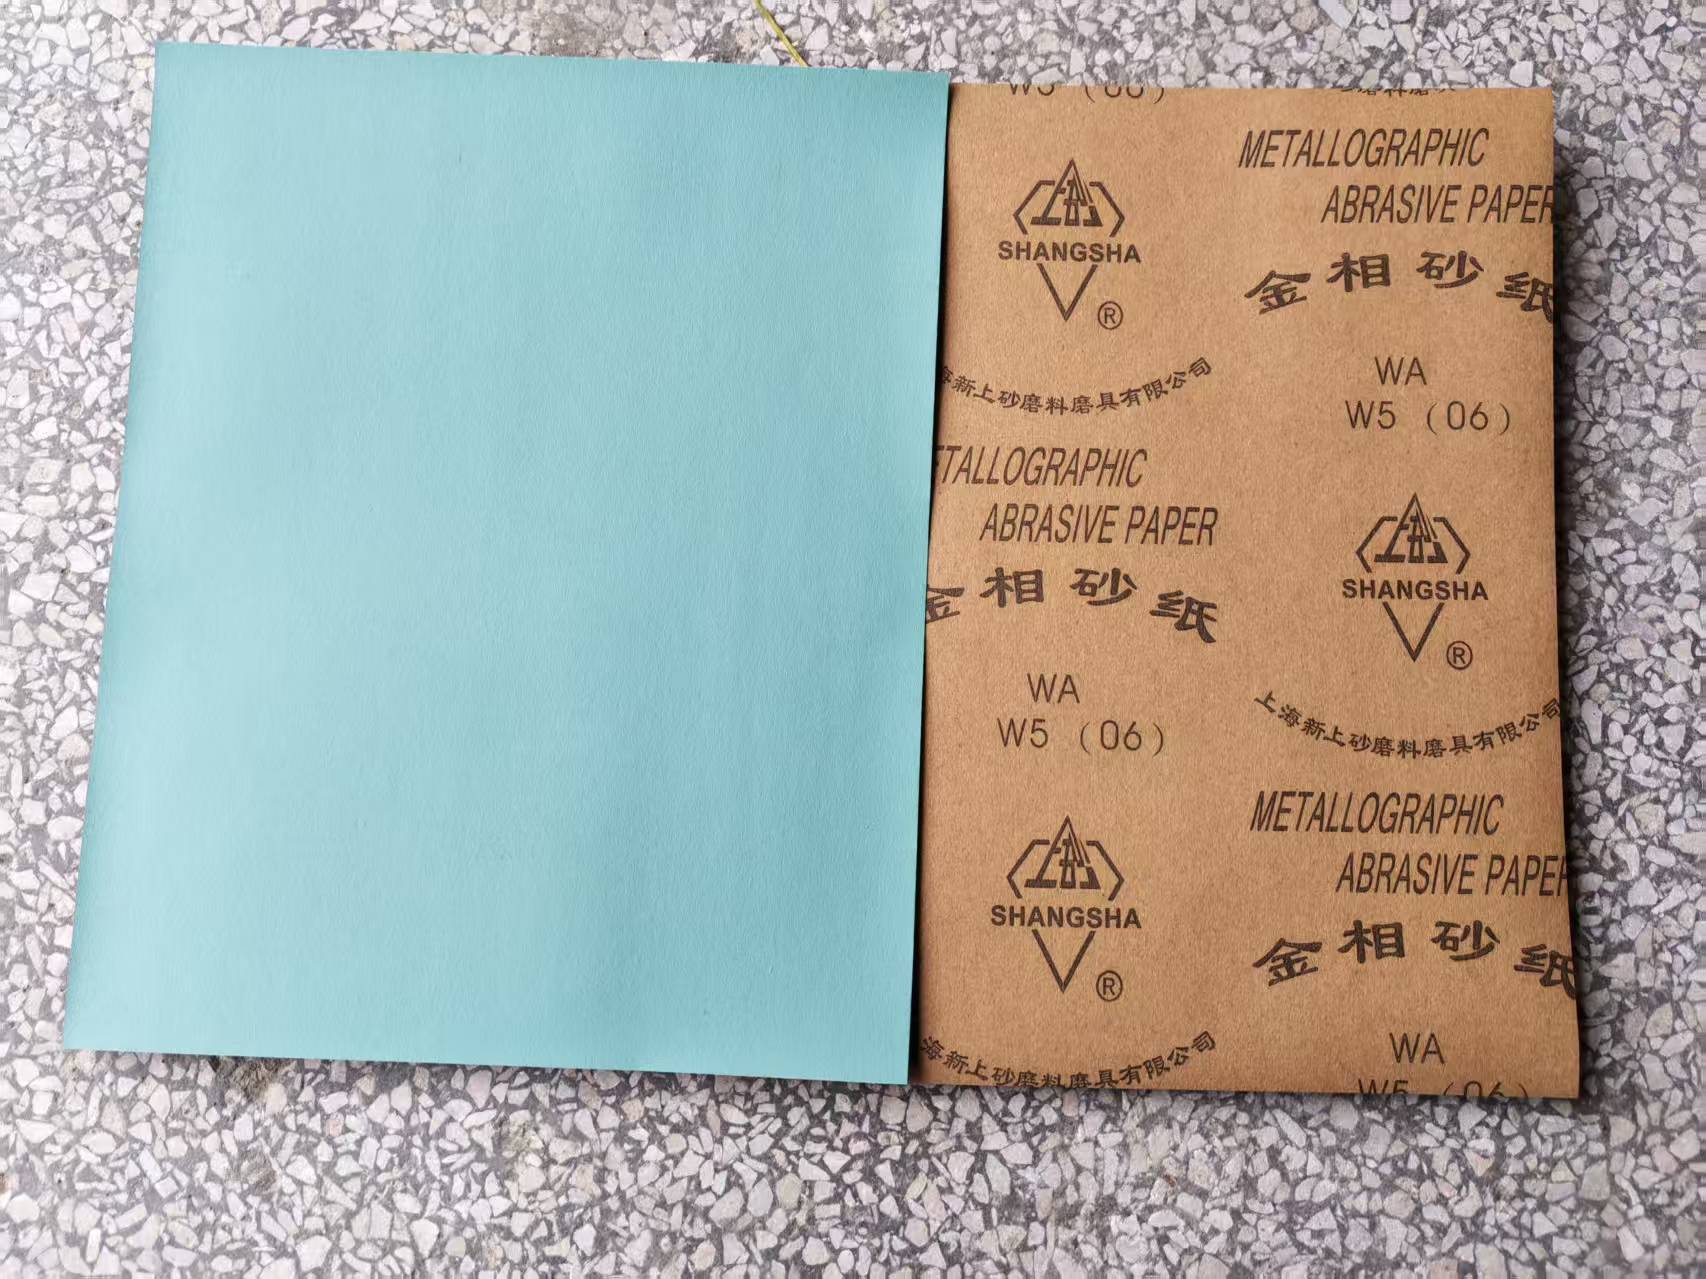 W5 (06)
METALLOGRAPHIC
ABRASIVE PAPER
金相砂纸
WA
W5 (06)
SHANGSHA
®
海新上砂磨料磨具有限公司
TALLOGRAPHIC
ABRASIVE PAPER
金相砂纸
WA
W5 (06)
SHANGSHA
®
上海新上砂磨料磨具有限公司
METALLOGRAPHIC
ABRASIVE PAPER
金相砂纸
WA
W5 (06)
SHANGSHA
®
海新上砂磨料磨具有限公司